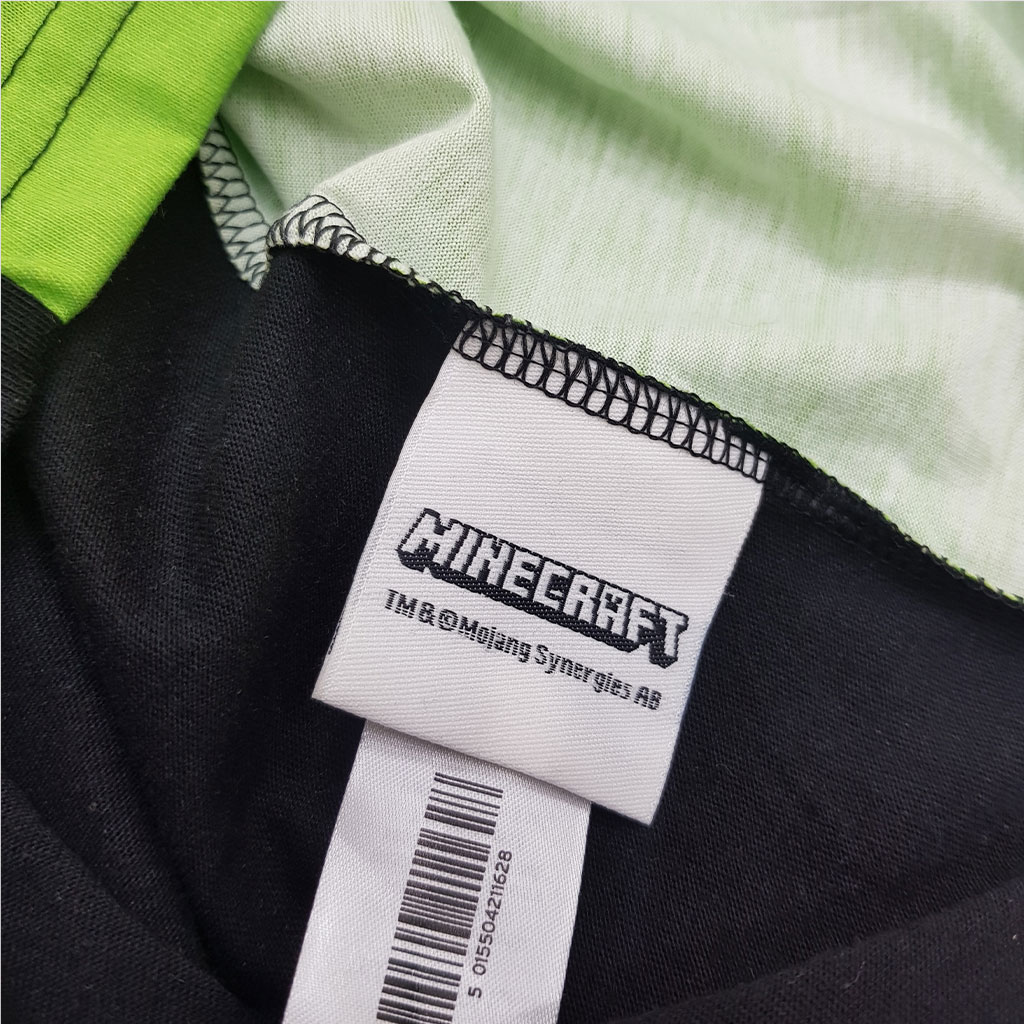 MINECRAFT
TM & © Mojang Synergies AB
5 015504211628